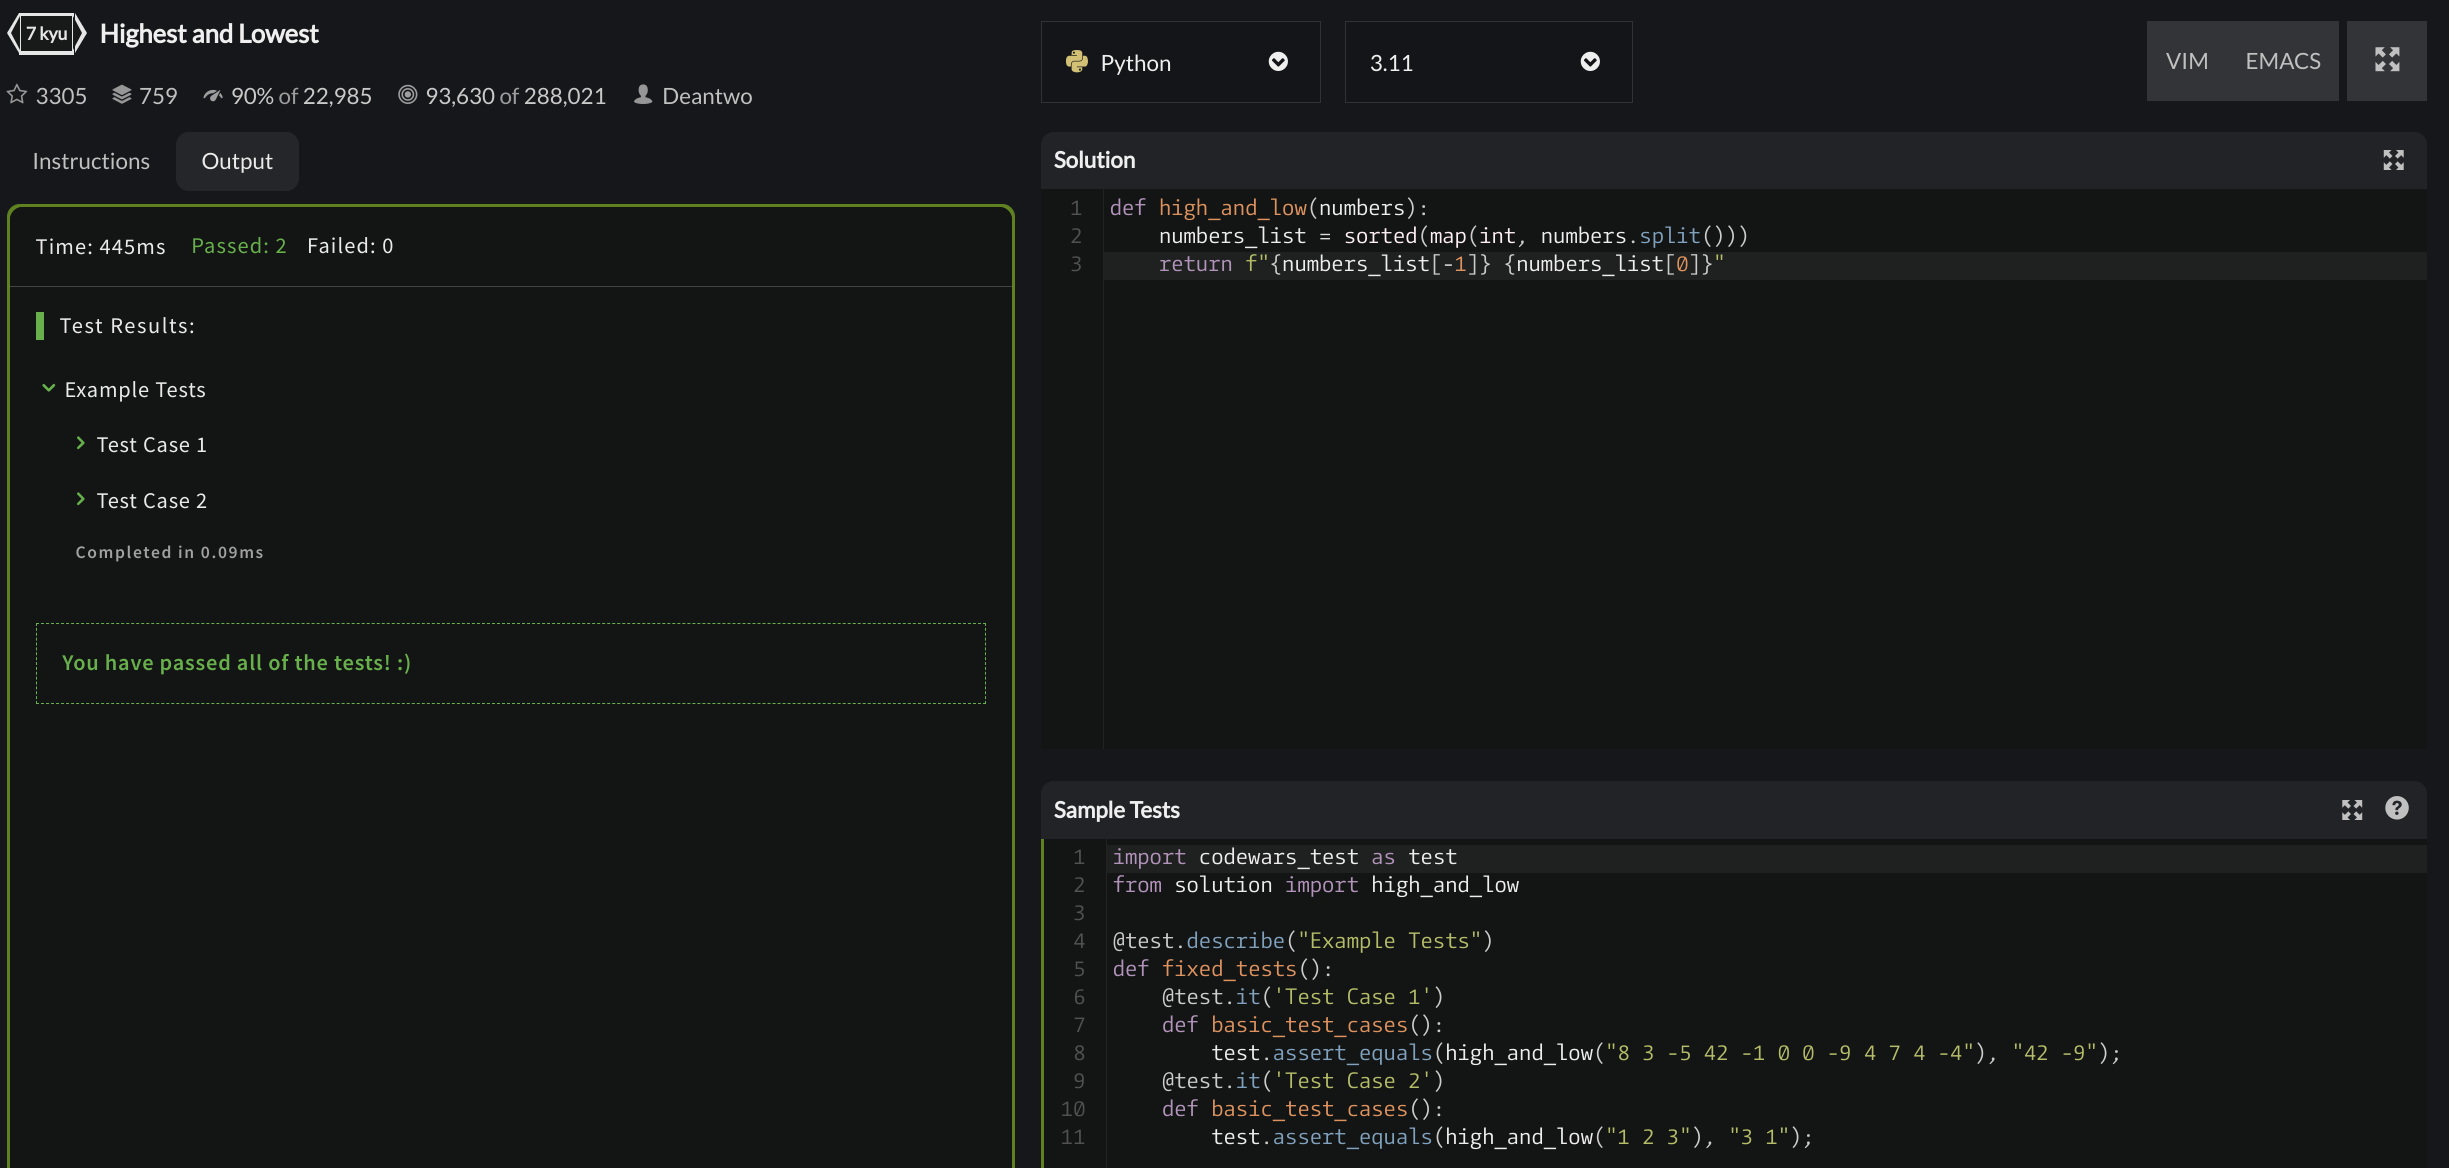 7 kyu Highest and Lowest
3305 759 90% of 22,985 93,630 of 288,021 Deantwo
Instructions Output
Time: 445ms Passed: 2 Failed: 0
Test Results:
Example Tests
Test Case 1
Test Case 2
Completed in 0.09ms
You have passed all of the tests! :)
Python 3.11 VIM EMACS
Solution
1 def high_and_low(numbers):
2     numbers_list = sorted(map(int, numbers.split()))
3     return f"{numbers_list[-1]} {numbers_list[0]}"
Sample Tests
1 import codewars_test as test
2 from solution import high_and_low
3
4 @test.describe("Example Tests")
5 def fixed_tests():
6     @test.it('Test Case 1')
7     def basic_test_cases():
8         test.assert_equals(high_and_low("8 3 -5 42 -1 0 0 -9 4 7 4 -4"), "42 -9");
9     @test.it('Test Case 2')
10     def basic_test_cases():
11         test.assert_equals(high_and_low("1 2 3"), "3 1");